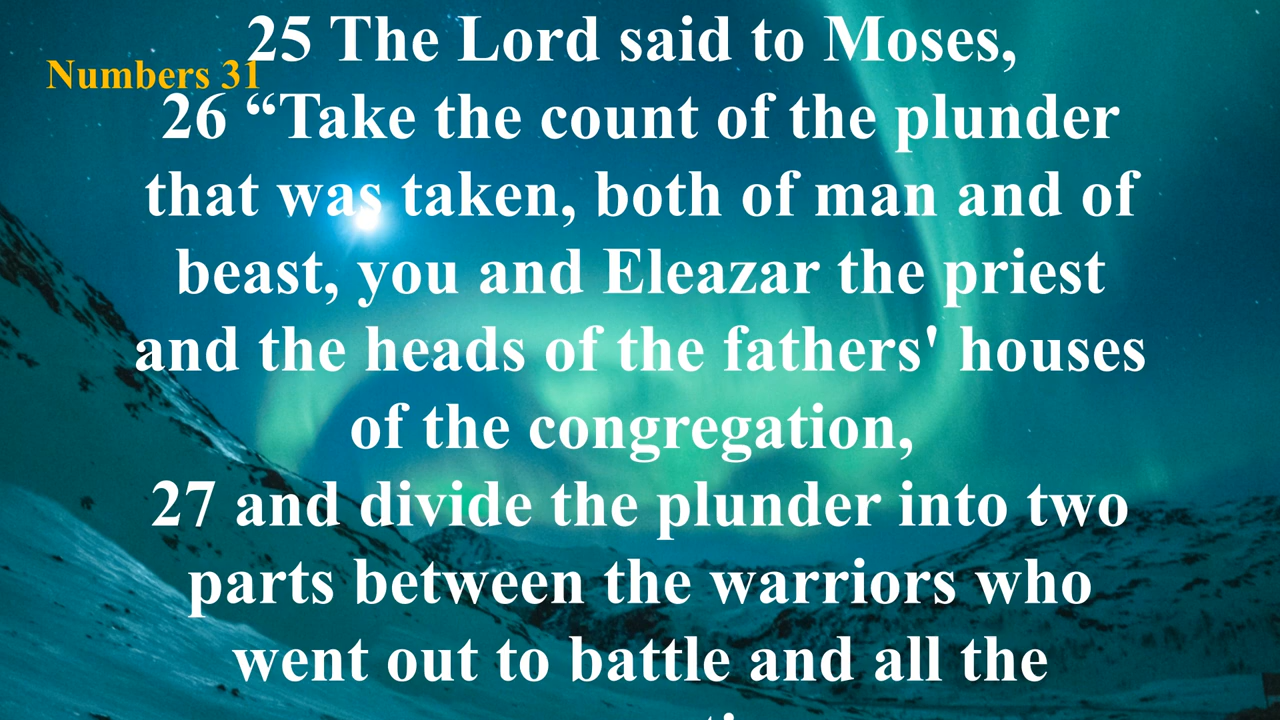 25 The Lord said to Moses,
Numbers 31
26 “Take the count of the plunder
that was taken, both of man and of
beast, you and Eleazar the priest
and the heads of the fathers' houses
of the congregation,
27 and divide the plunder into two
parts between the warriors who
went out to battle and all the